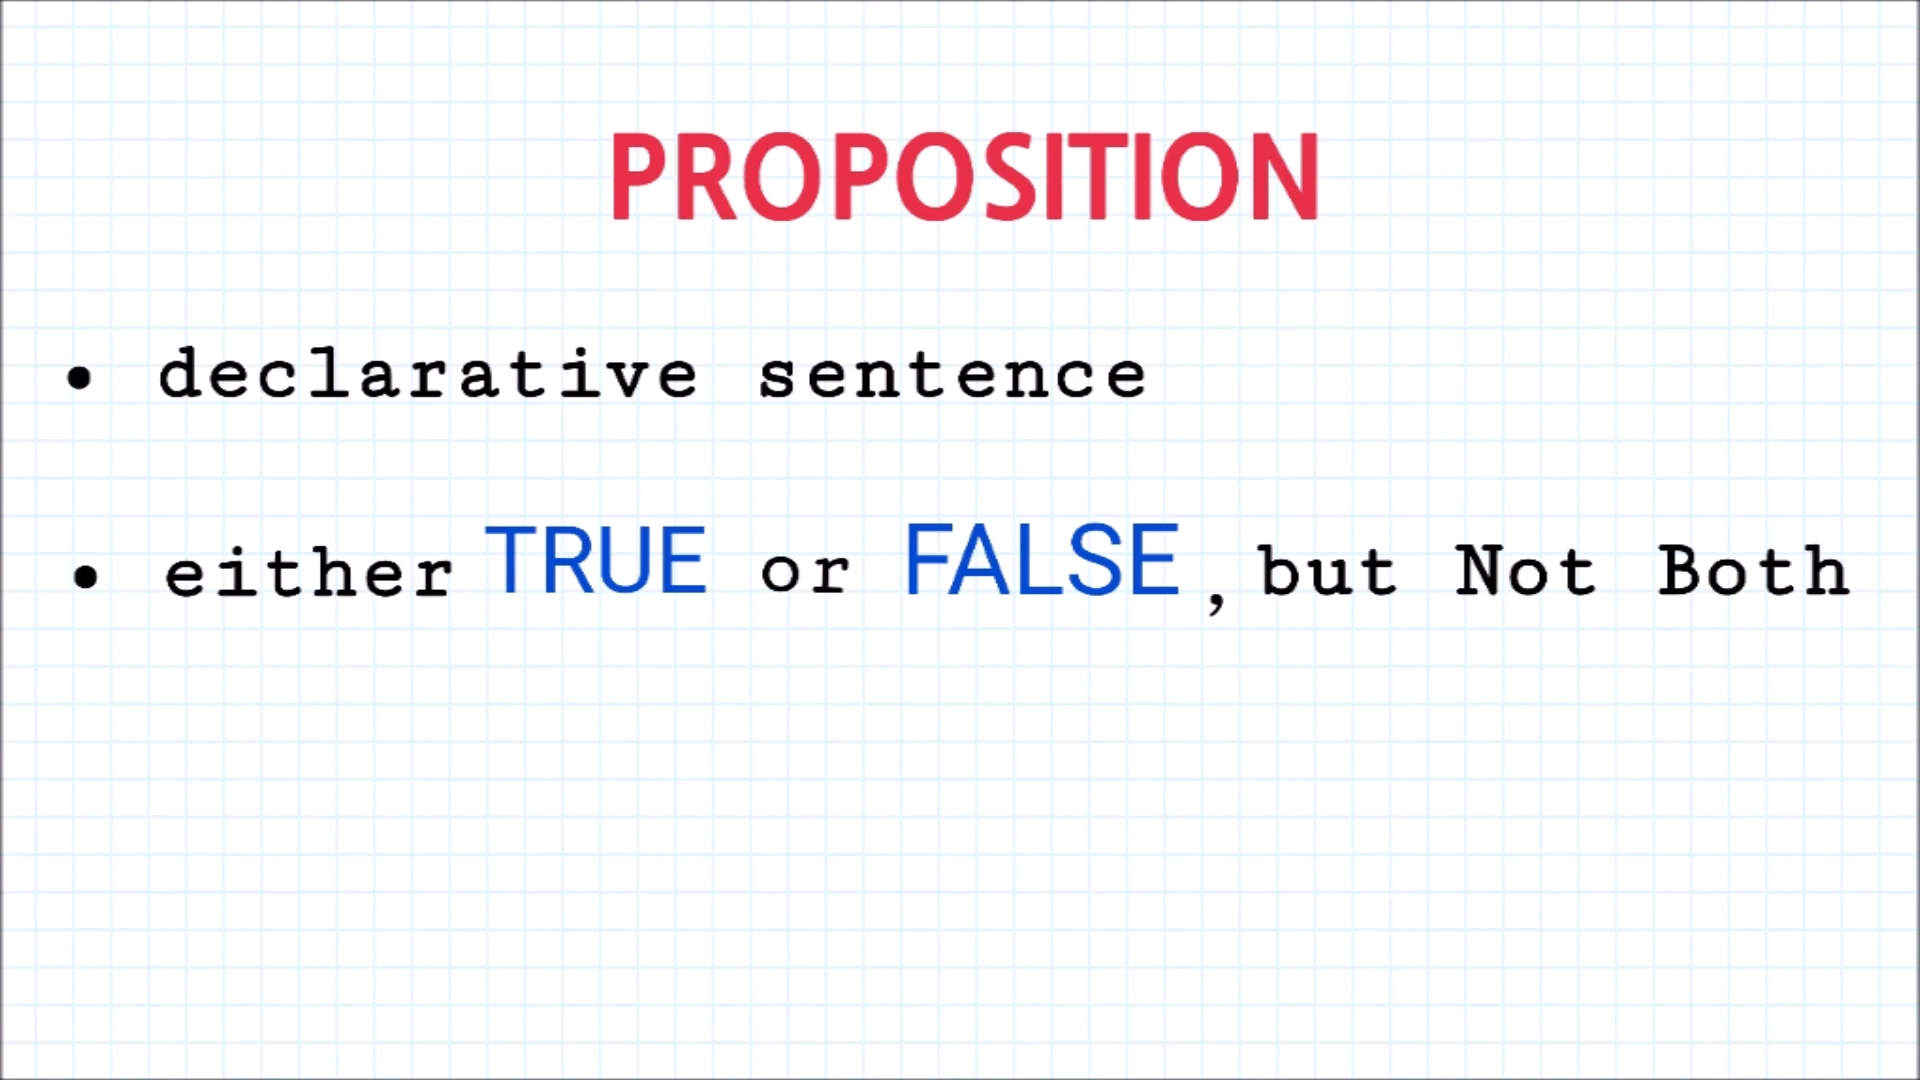 PROPOSITION
• declarative sentence
• either TRUE or FALSE, but Not Both